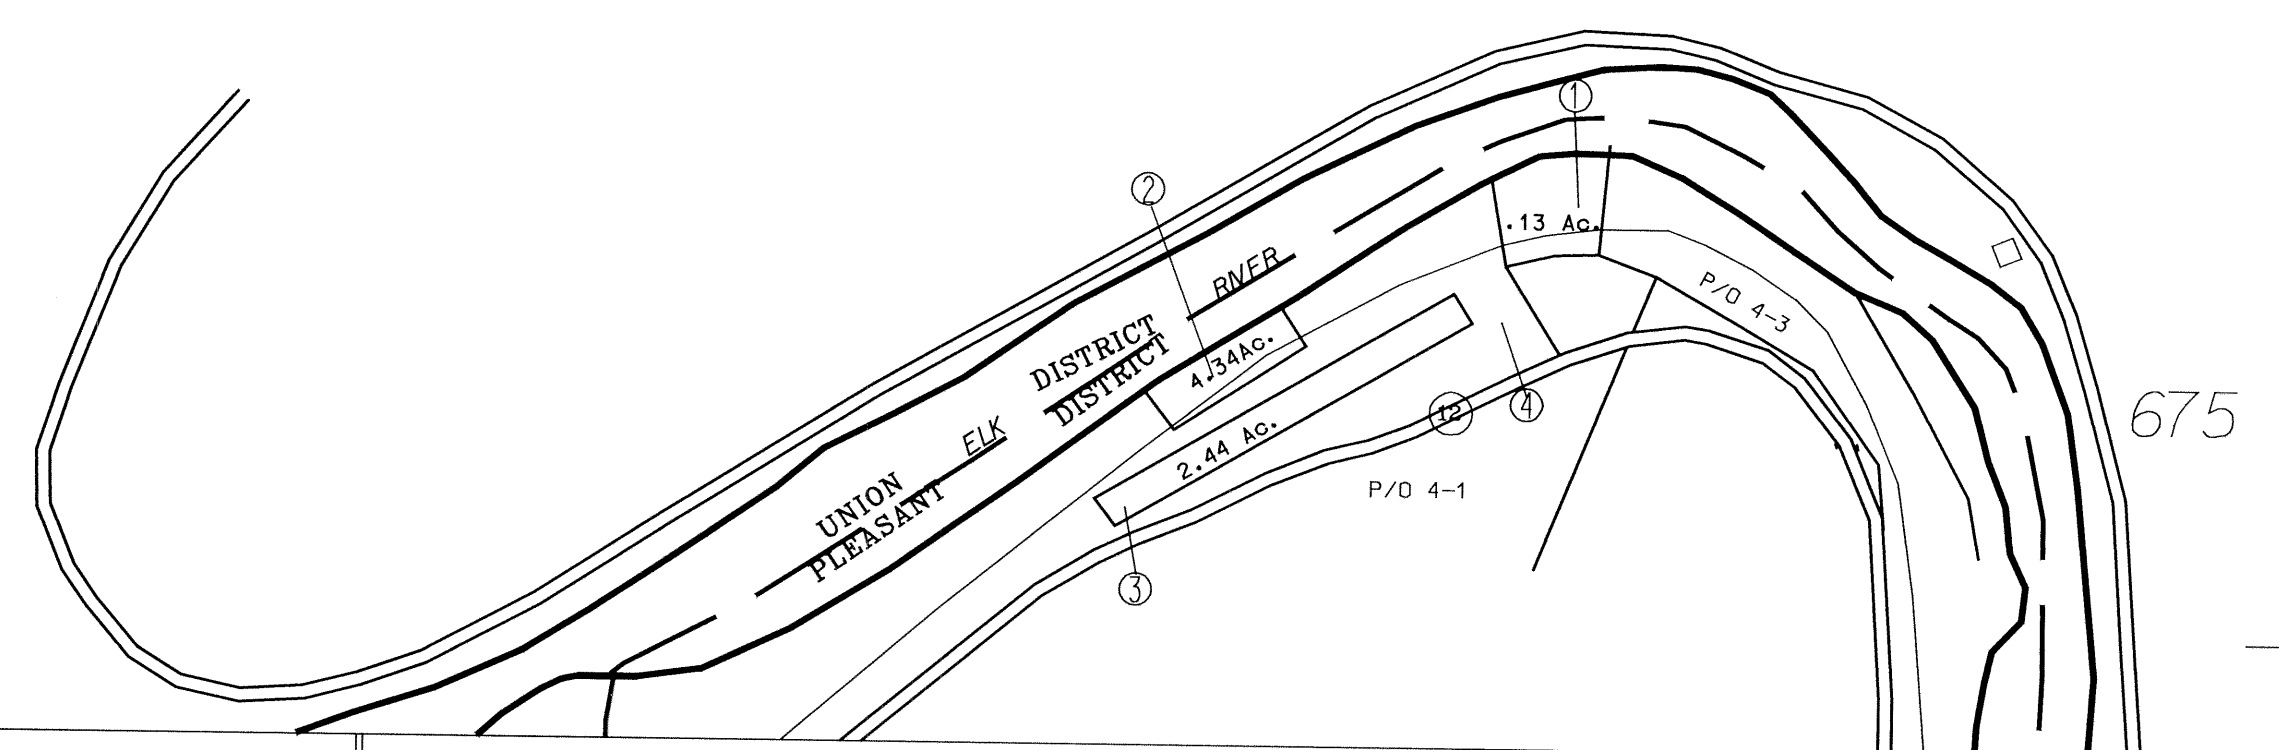 1
2
.13 Ac.
RIVER
P/O 4-3
DISTRICT
DISTRICT
4.34Ac.
675
4
12
ELK
2.44 Ac.
UNION
PLEASANT
P/O 4-1
3